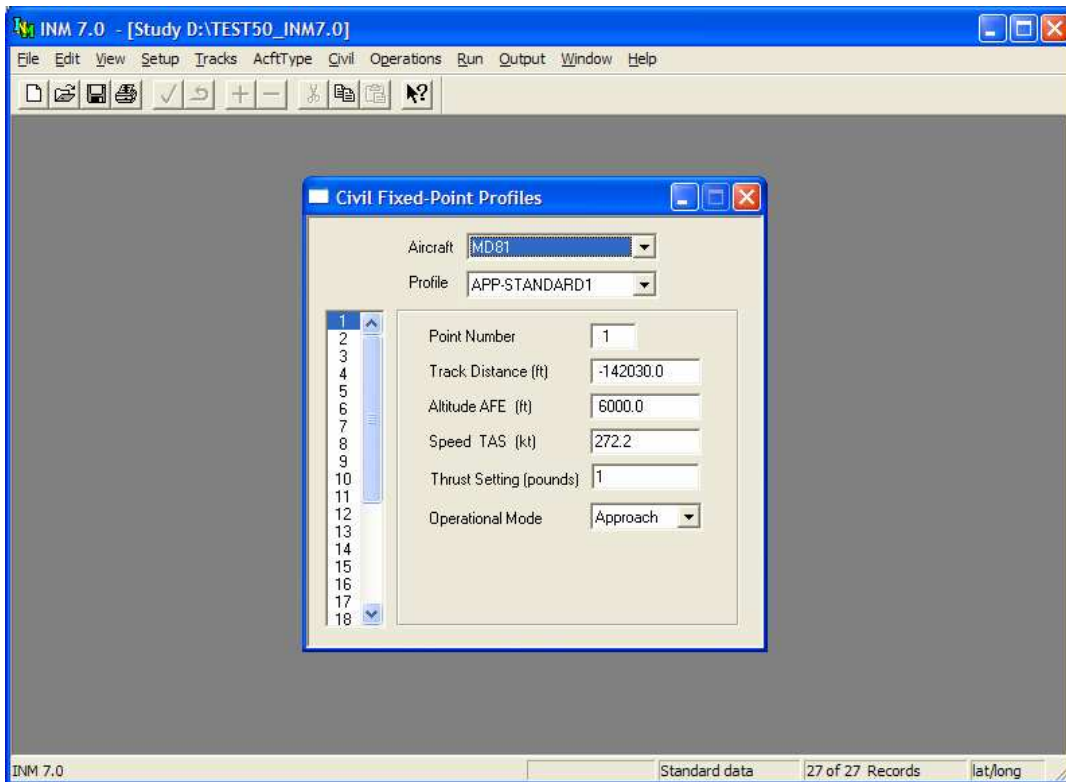 INM 7.0 - [Study D:\TEST50_INM7.0]
File Edit View Setup Tracks AcftType Civil Operations Run Output Window Help
Civil Fixed-Point Profiles
Aircraft MD81
Profile APP-STANDARD1
1
2
3
4
5
6
7
8
9
10
11
12
13
14
15
16
17
18
Point Number 1
Track Distance (ft) -142030.0
Altitude AFE (ft) 6000.0
Speed TAS (kt) 272.2
Thrust Setting (pounds) 1
Operational Mode Approach
INM 7.0 Standard data 27 of 27 Records lat/long